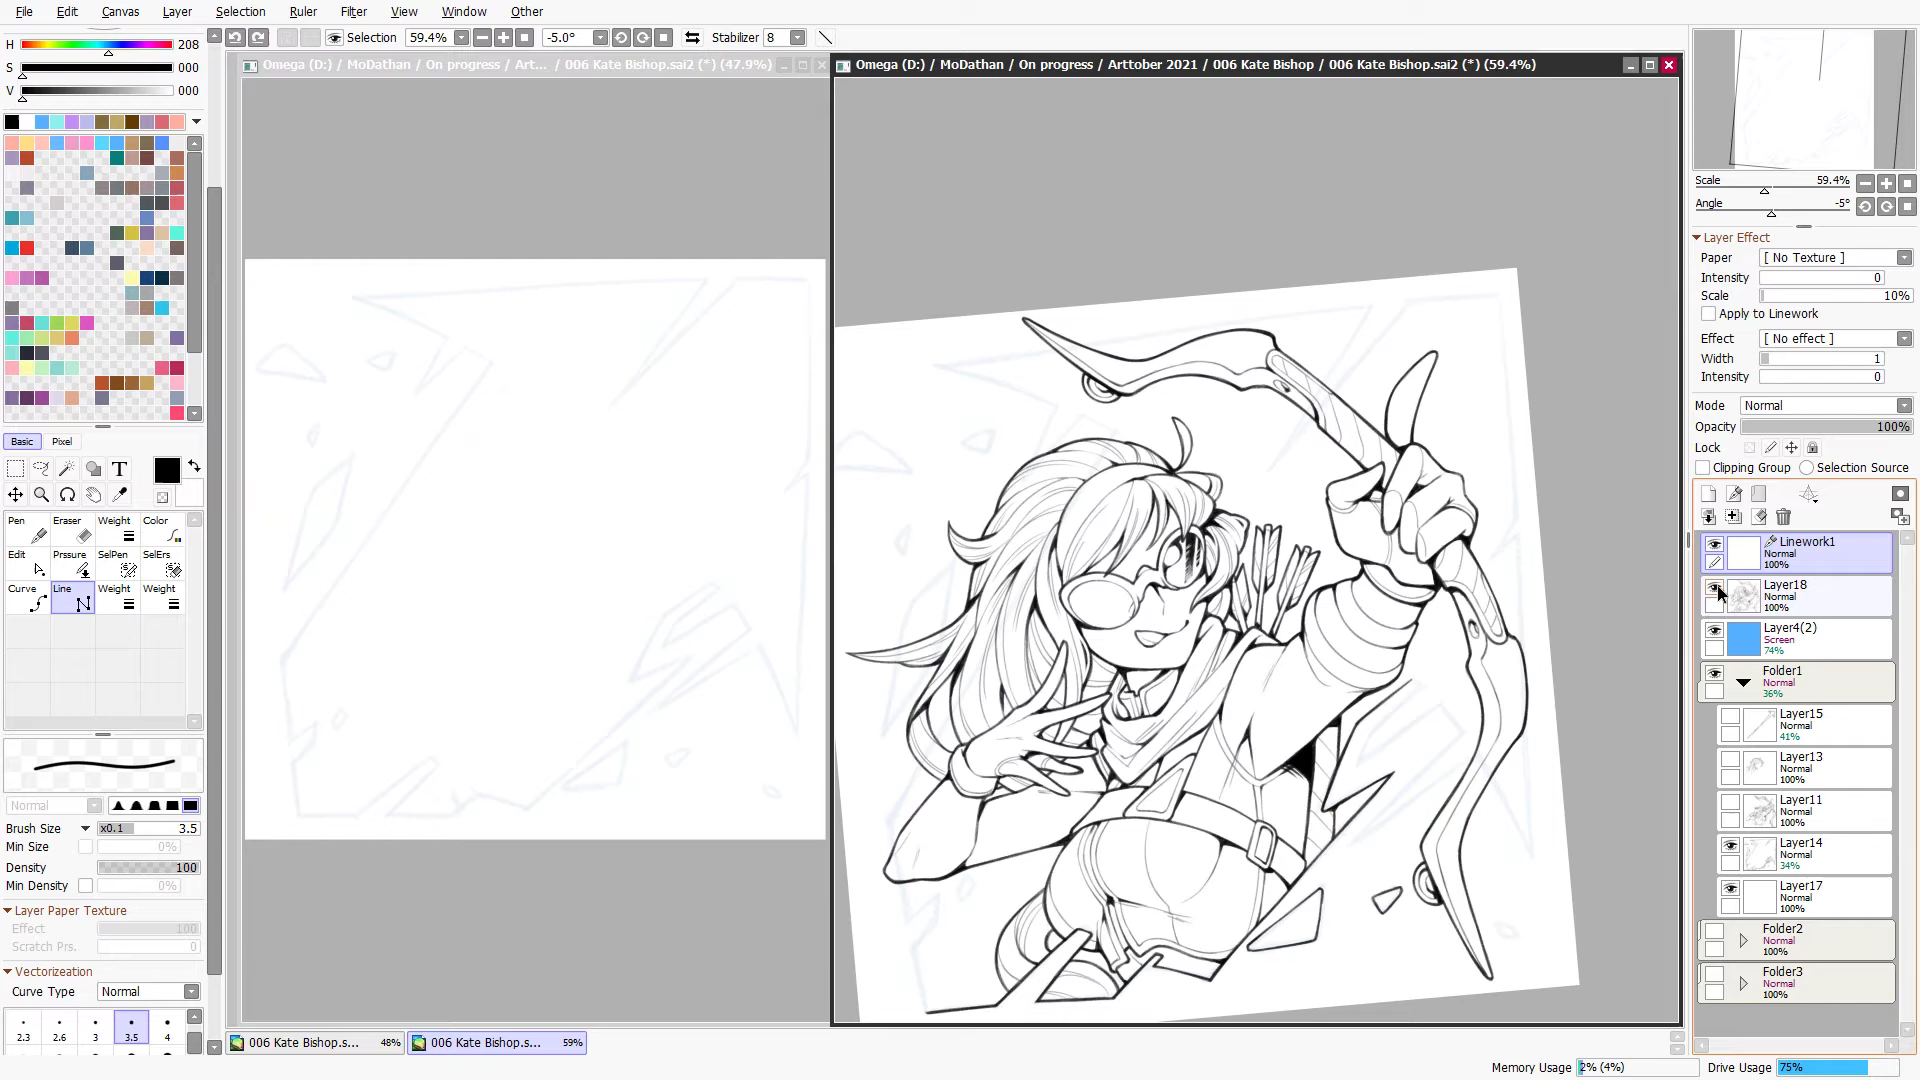 File Edit Canvas Layer Selection Ruler Filter View Window Other
H 208
S 000
V 000
Selection 59.4% -5.0° Stabilizer 8
Omega (D:) / MoDathan / On progress / Art... / 006 Kate Bishop.sai2 (*) (47.9%)
Omega (D:) / MoDathan / On progress / Arttober 2021 / 006 Kate Bishop / 006 Kate Bishop.sai2 (*) (59.4%)
Basic Pixel
T
Pen Eraser Weight Color
Edit Prssure SelPen SelErs
Curve Line Weight Weight
Normal
Brush Size x0.1 3.5
Min Size 0%
Density 100
Min Density 0%
Layer Paper Texture
Effect 100
Scratch Prs. 0
Vectorization
Curve Type Normal
2.3 2.6 3 3.5 4
006 Kate Bishop.s... 48%
006 Kate Bishop.s... 59%
Scale 59.4%
Angle -5°
Layer Effect
Paper [ No Texture ]
Intensity 0
Scale 10%
Apply to Linework
Effect [ No effect ]
Width 1
Intensity 0
Mode Normal
Opacity 100%
Lock
Clipping Group Selection Source
Linework1
Normal
100%
Layer18
Normal
100%
Layer4(2)
Screen
74%
Folder1
Normal
36%
Layer15
Normal
41%
Layer13
Normal
100%
Layer11
Normal
100%
Layer14
Normal
34%
Layer17
Normal
100%
Folder2
Normal
100%
Folder3
Normal
100%
Memory Usage 2% (4%) Drive Usage 75%